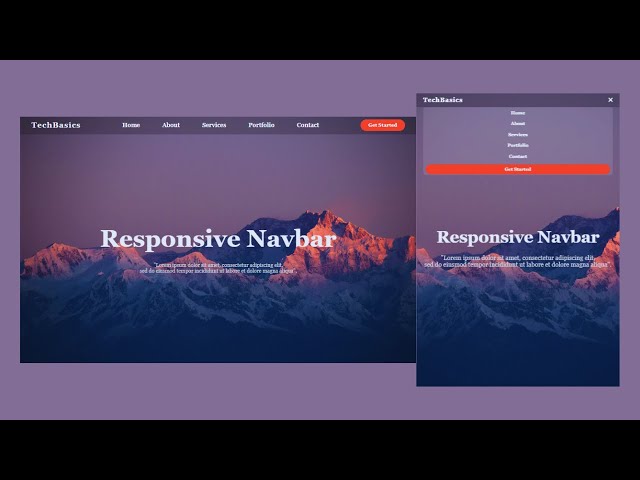 TechBasics
Home About Services Portfolio Contact
Get Started
Responsive Navbar
"Lorem ipsum dolor sit amet, consectetur adipiscing elit,
sed do eiusmod tempor incididunt ut labore et dolore magna aliqua".
TechBasics
Home
About
Services
Portfolio
Contact
Get Started
Responsive Navbar
"Lorem ipsum dolor sit amet, consectetur adipiscing elit,
sed do eiusmod tempor incididunt ut labore et dolore magna aliqua".